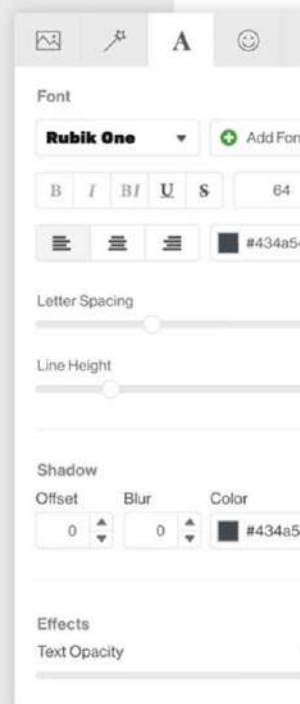 A
Font
Rubik One
Add Fon
B I BI U S 64
#434a54
Letter Spacing
Line Height
Shadow
Offset Blur Color
0 0 #434a5
Effects
Text Opacity